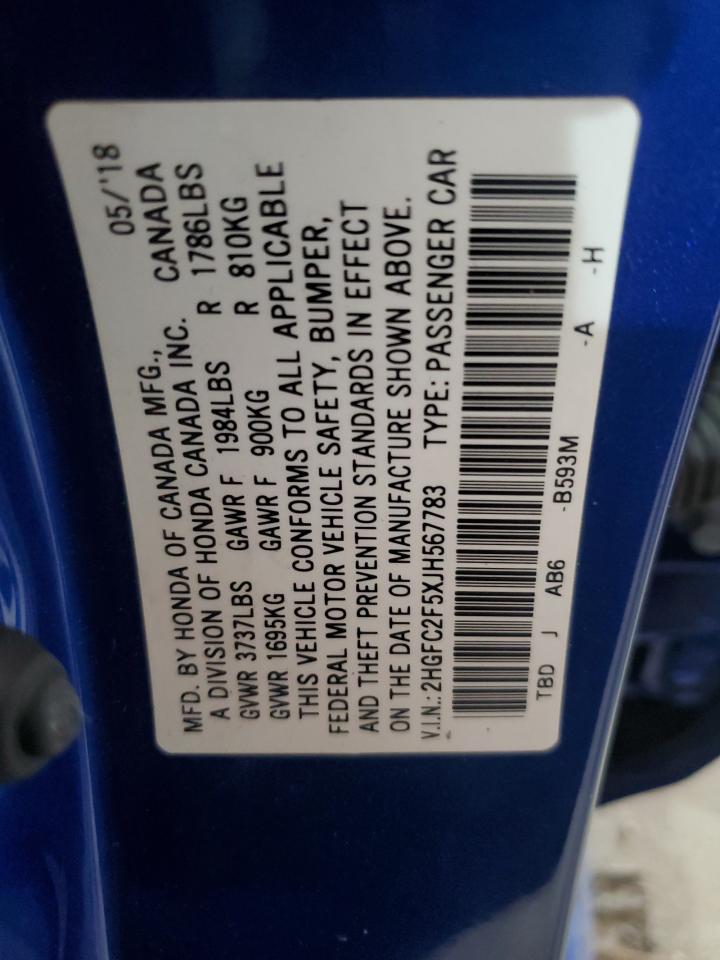 05/'18
MFD. BY HONDA OF CANADA MFG., CANADA
A DIVISION OF HONDA CANADA INC.
GVWR 3737LBS GAWR F 1984LBS R 1786LBS
GVWR 1695KG GAWR F 900KG R 810KG
THIS VEHICLE CONFORMS TO ALL APPLICABLE
FEDERAL MOTOR VEHICLE SAFETY, BUMPER,
AND THEFT PREVENTION STANDARDS IN EFFECT
ON THE DATE OF MANUFACTURE SHOWN ABOVE.
V.I.N.: 2HGFC2F5XJH567783 TYPE: PASSENGER CAR
TBD J AB6 -B593M -A -H